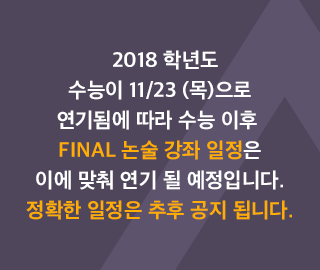 2018 학년도
수능이 11/23 (목)으로
연기됨에 따라 수능 이후
FINAL 논술 강좌 일정은
이에 맞춰 연기 될 예정입니다.
정확한 일정은 추후 공지 됩니다.